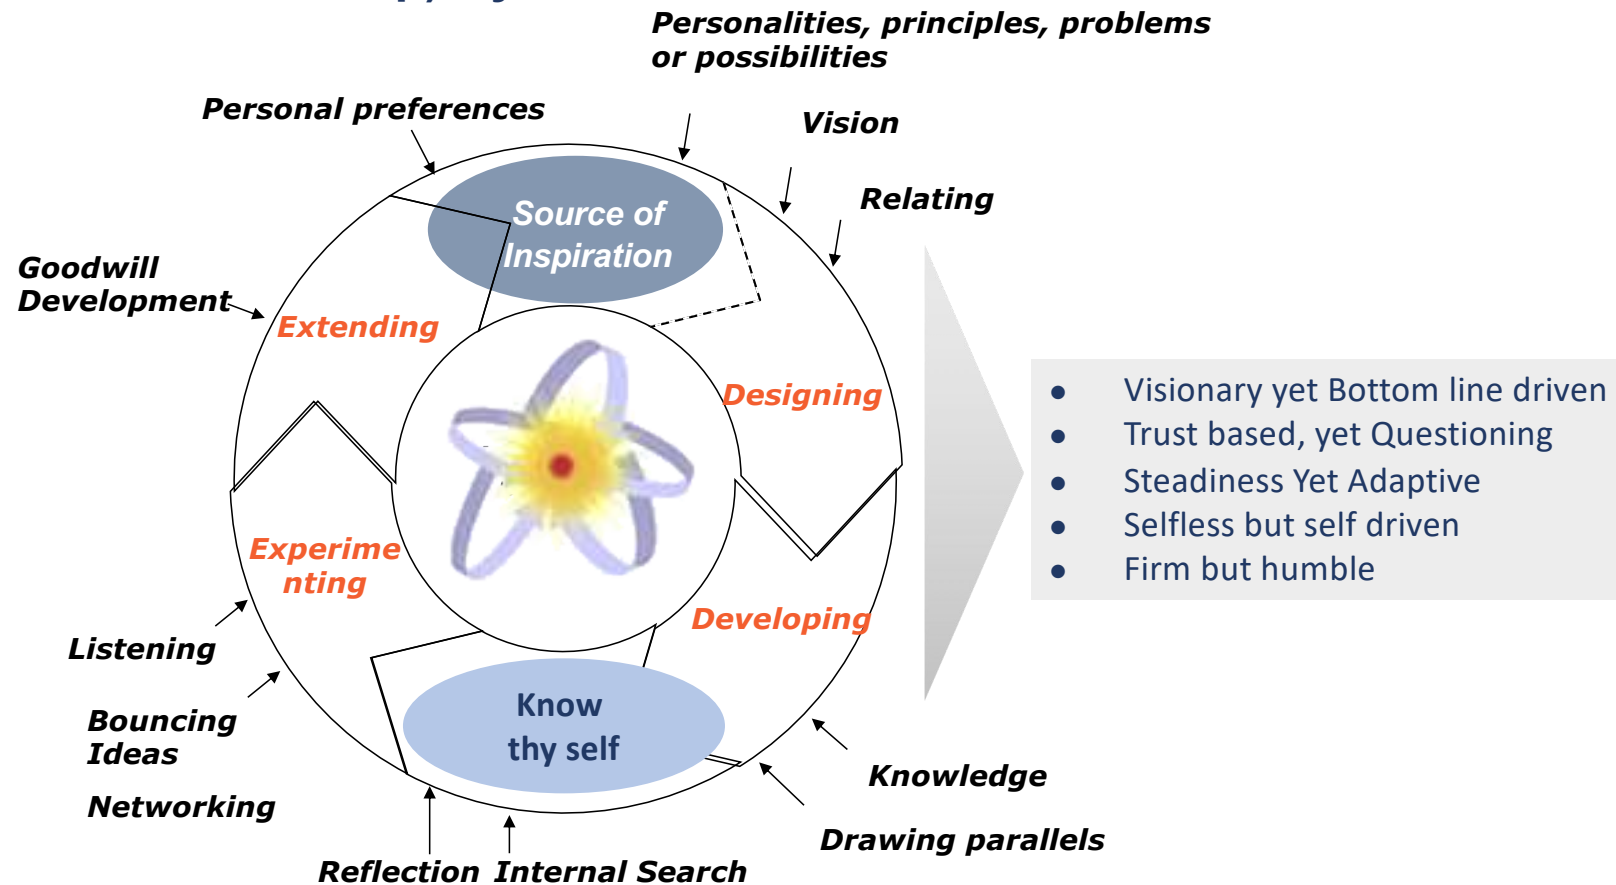 Personalities, principles, problems
or possibilities
Personal preferences
Vision
Relating
Source of
Inspiration
Goodwill
Development
Extending
Designing
Visionary yet Bottom line driven
Trust based, yet Questioning
Steadiness Yet Adaptive
Selfless but self driven
Firm but humble
Experime
nting
Developing
Listening
Know
thy self
Bouncing
Ideas
Networking
Knowledge
Drawing parallels
Reflection
Internal Search